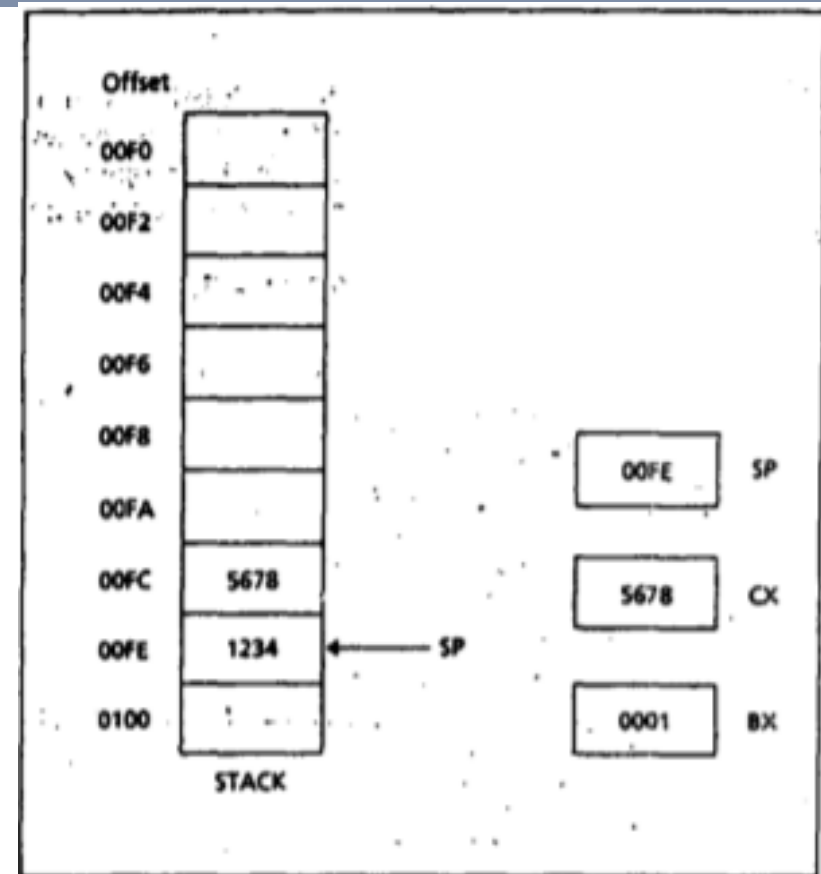 Offset
00F0
00F2
00F4
00F6
00F8
00FE SP
00FA
00FC 5678
5678 CX
00FE 1234 SP
0100
0001 BX
STACK